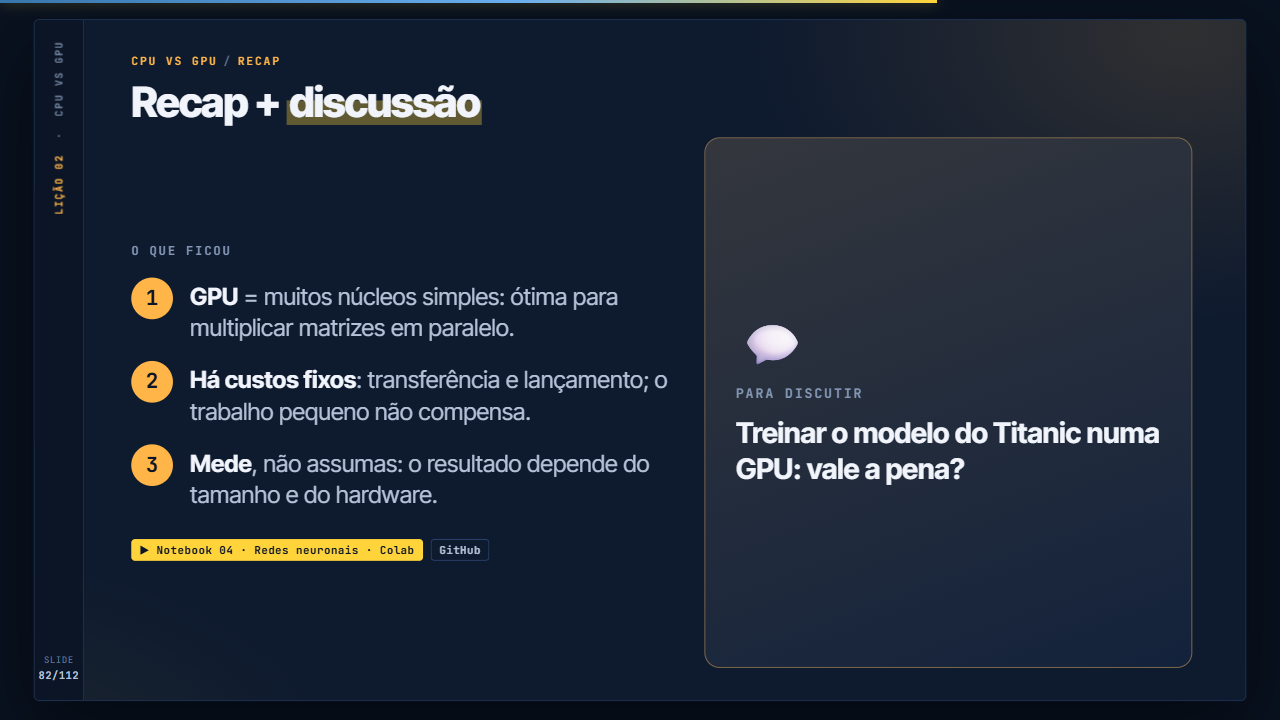 LIÇÃO 02 · CPU VS GPU
CPU VS GPU / RECAP
Recap + discussão
O QUE FICOU
1
GPU = muitos núcleos simples: ótima para
multiplicar matrizes em paralelo.
2
Há custos fixos: transferência e lançamento; o
trabalho pequeno não compensa.
3
Mede, não assumas: o resultado depende do
tamanho e do hardware.
▶ Notebook 04 · Redes neuronais · Colab
GitHub
PARA DISCUTIR
Treinar o modelo do Titanic numa
GPU: vale a pena?
SLIDE
82/112